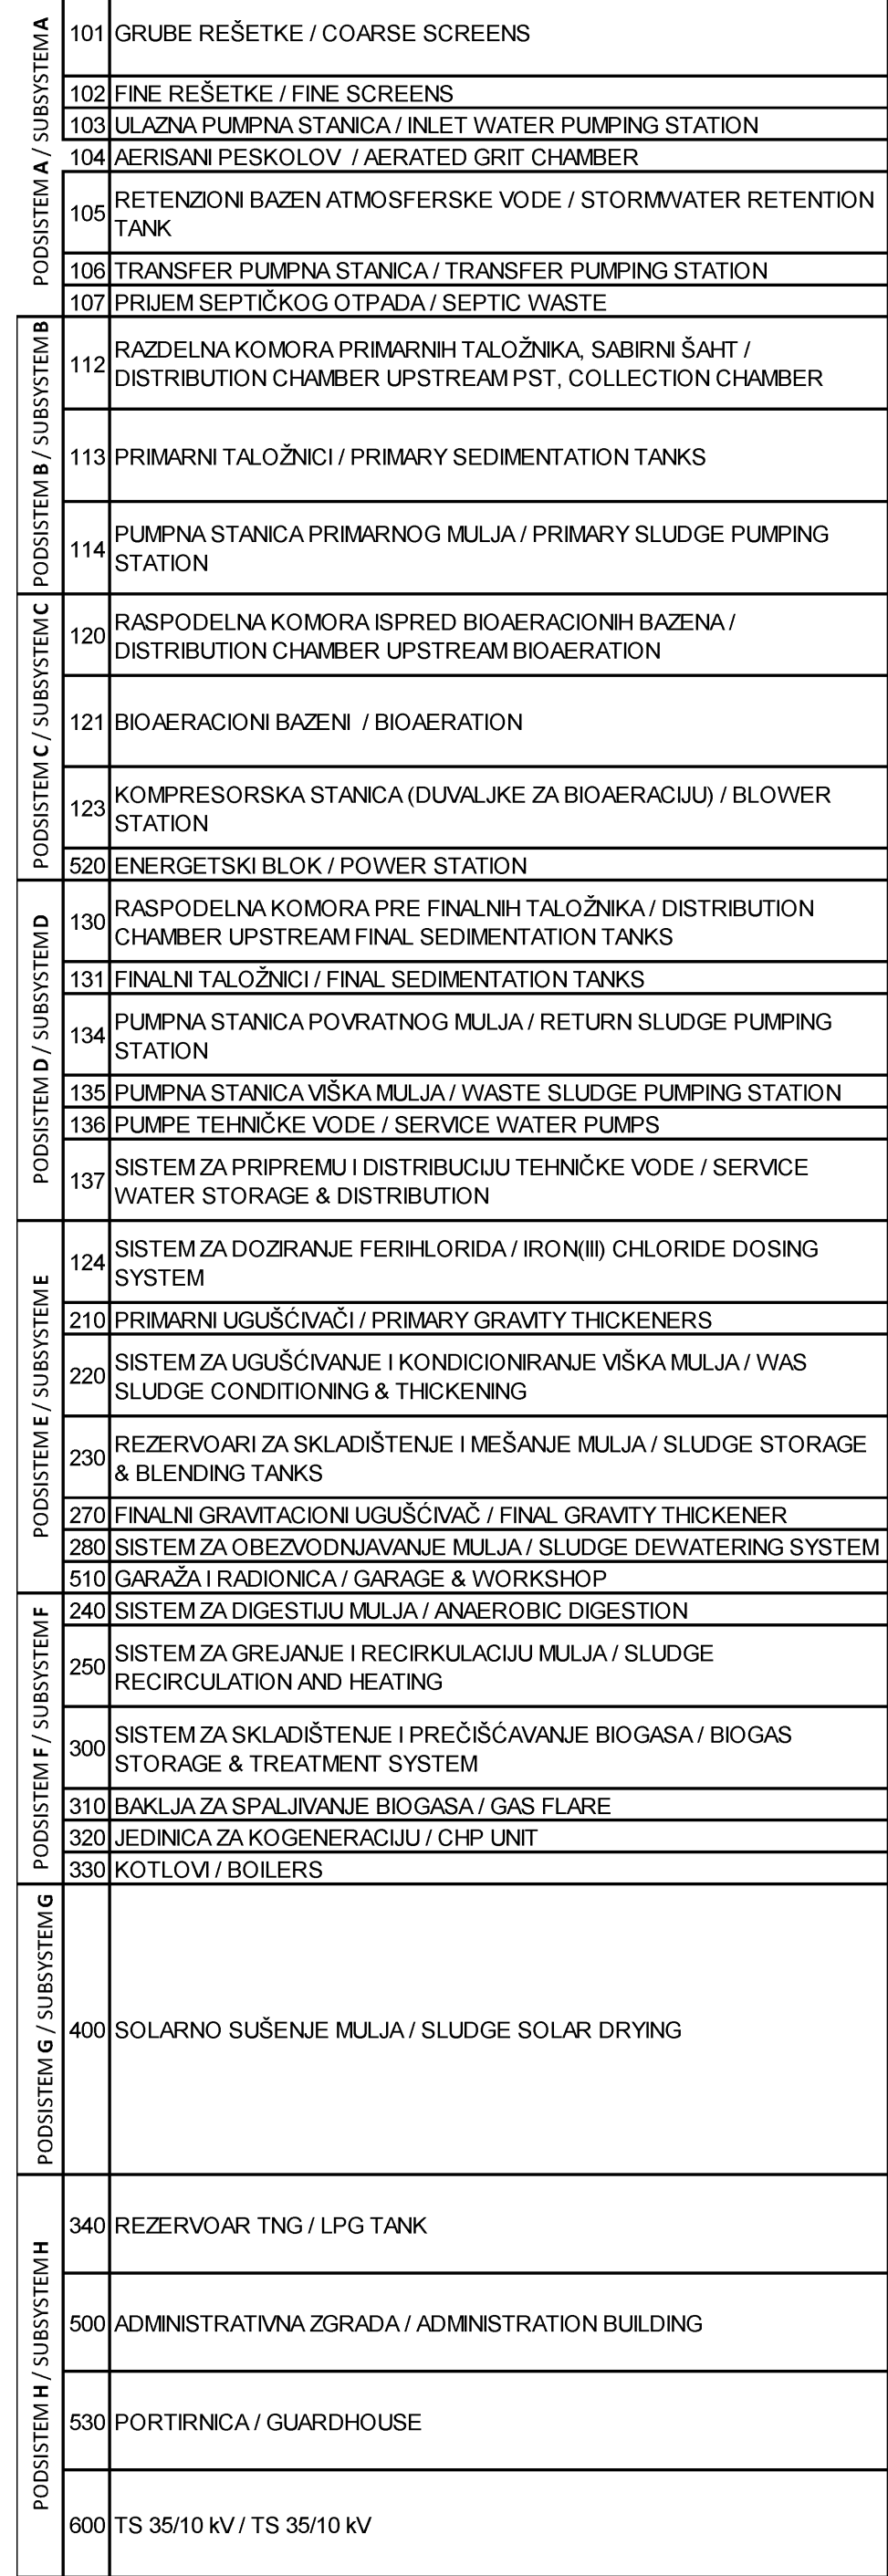 PODSISTEM A / SUBSYSTEM A
101 GRUBE REŠETKE / COARSE SCREENS
102 FINE REŠETKE / FINE SCREENS
103 ULAZNA PUMPNA STANICA / INLET WATER PUMPING STATION
104 AERISANI PESKOLOV / AERATED GRIT CHAMBER
105 RETENZIONI BAZEN ATMOSFERSKE VODE / STORMWATER RETENTION
TANK
106 TRANSFER PUMPNA STANICA / TRANSFER PUMPING STATION
107 PRIJEM SEPTIČKOG OTPADA / SEPTIC WASTE
PODSISTEM B / SUBSYSTEM B
112 RAZDELNA KOMORA PRIMARNIH TALOŽNIKA, SABIRNI ŠAHT /
DISTRIBUTION CHAMBER UPSTREAM PST, COLLECTION CHAMBER
113 PRIMARNI TALOŽNICI / PRIMARY SEDIMENTATION TANKS
114 PUMPNA STANICA PRIMARNOG MULJA / PRIMARY SLUDGE PUMPING
STATION
PODSISTEM C / SUBSYSTEM C
120 RASPODELNA KOMORA ISPRED BIOAERACIONIH BAZENA /
DISTRIBUTION CHAMBER UPSTREAM BIOAERATION
121 BIOAERACIONI BAZENI / BIOAERATION
123 KOMPRESORSKA STANICA (DUVALJKE ZA BIOAERACIJU) / BLOWER
STATION
520 ENERGETSKI BLOK / POWER STATION
PODSISTEM D / SUBSYSTEM D
130 RASPODELNA KOMORA PRE FINALNIH TALOŽNIKA / DISTRIBUTION
CHAMBER UPSTREAM FINAL SEDIMENTATION TANKS
131 FINALNI TALOŽNICI / FINAL SEDIMENTATION TANKS
134 PUMPNA STANICA POVRATNOG MULJA / RETURN SLUDGE PUMPING
STATION
135 PUMPNA STANICA VIŠKA MULJA / WASTE SLUDGE PUMPING STATION
136 PUMPE TEHNIČKE VODE / SERVICE WATER PUMPS
137 SISTEM ZA PRIPREMU I DISTRIBUCIJU TEHNIČKE VODE / SERVICE
WATER STORAGE & DISTRIBUTION
PODSISTEM E / SUBSYSTEM E
124 SISTEM ZA DOZIRANJE FERIHLORIDA / IRON(III) CHLORIDE DOSING
SYSTEM
210 PRIMARNI UGUŠĆIVAČI / PRIMARY GRAVITY THICKENERS
220 SISTEM ZA UGUŠĆIVANJE I KONDICIONIRANJE VIŠKA MULJA / WAS
SLUDGE CONDITIONING & THICKENING
230 REZERVOARI ZA SKLADIŠTENJE I MEŠANJE MULJA / SLUDGE STORAGE
& BLENDING TANKS
270 FINALNI GRAVITACIONI UGUŠĆIVAČ / FINAL GRAVITY THICKENER
280 SISTEM ZA OBEZVODNJAVANJE MULJA / SLUDGE DEWATERING SYSTEM
510 GARAŽA I RADIONICA / GARAGE & WORKSHOP
PODSISTEM F / SUBSYSTEM F
240 SISTEM ZA DIGESTIJU MULJA / ANAEROBIC DIGESTION
250 SISTEM ZA GREJANJE I RECIRKULACIJU MULJA / SLUDGE
RECIRCULATION AND HEATING
300 SISTEM ZA SKLADIŠTENJE I PREČIŠĆAVANJE BIOGASA / BIOGAS
STORAGE & TREATMENT SYSTEM
310 BAKLJA ZA SPALJIVANJE BIOGASA / GAS FLARE
320 JEDINICA ZA KOGENERACIJU / CHP UNIT
330 KOTLOVI / BOILERS
PODSISTEM G / SUBSYSTEM G
400 SOLARNO SUŠENJE MULJA / SLUDGE SOLAR DRYING
PODSISTEM H / SUBSYSTEM H
340 REZERVOAR TNG / LPG TANK
500 ADMINISTRATIVNA ZGRADA / ADMINISTRATION BUILDING
530 PORTIRNICA / GUARDHOUSE
600 TS 35/10 kV / TS 35/10 kV